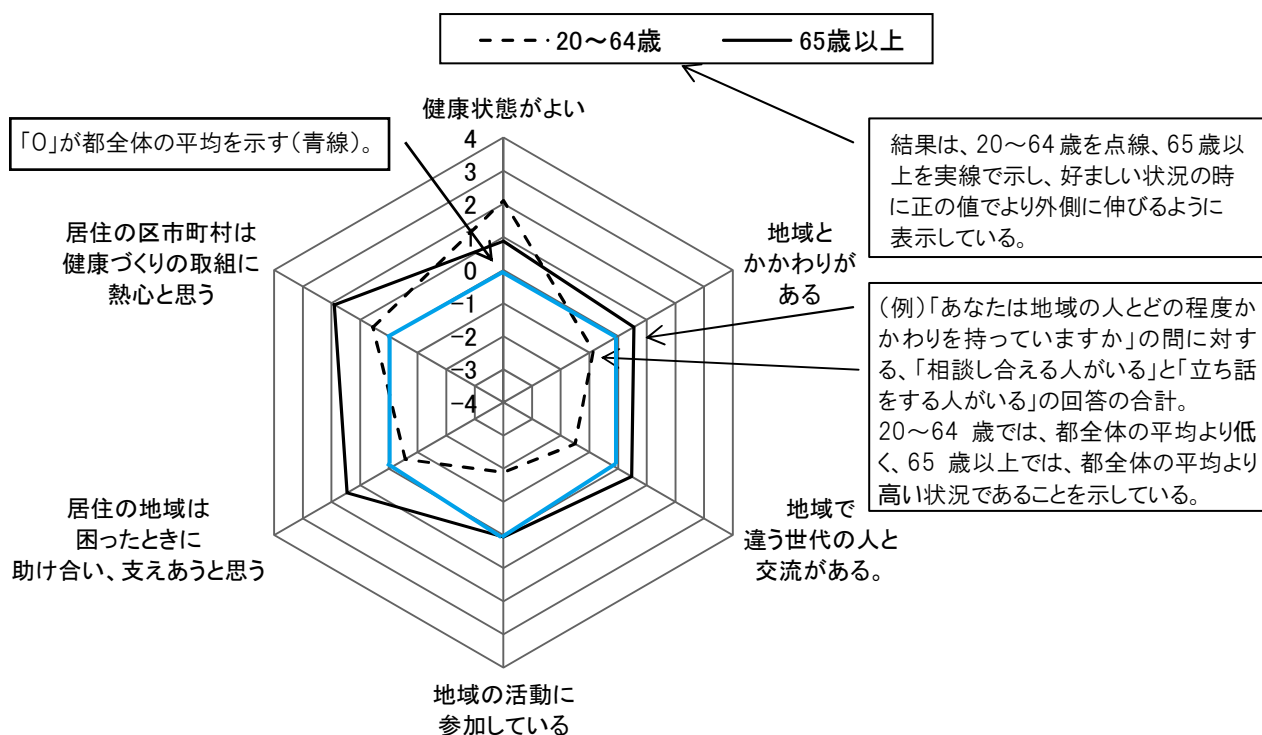 20～64歳　65歳以上
健康状態がよい
「0」が都全体の平均を示す（青線）。
結果は、20～64歳を点線、65歳以
上を実線で示し、好ましい状況の時
に正の値でより外側に伸びるように
表示している。
4
3
2
1
0
-1
-2
-3
-4
居住の区市町村は
健康づくりの取組に
熱心と思う
地域と
かかわりが
ある
（例）「あなたは地域の人とどの程度か
かわりを持っていますか」の問に対す
る、「相談し合える人がいる」と「立ち話
をする人がいる」の回答の合計。
20～64 歳では、都全体の平均より低
く、65 歳以上では、都全体の平均より
高い状況であることを示している。
居住の地域は
困ったときに
助け合い、支えあうと思う
地域で
違う世代の人と
交流がある。
地域の活動に
参加している